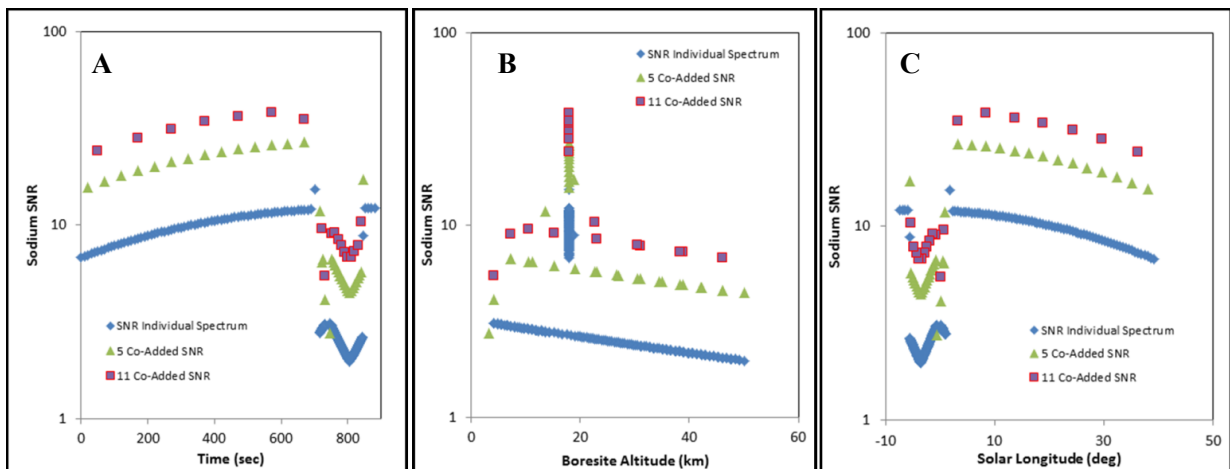 A
100
10
1
Sodium SNR
0 200 400 600 800
Time (sec)
SNR Individual Spectrum
5 Co-Added SNR
11 Co-Added SNR
B
100
10
1
Sodium SNR
0 20 40 60
Boresite Altitude (km)
SNR Individual Spectrum
5 Co-Added SNR
11 Co-Added SNR
C
100
10
1
Sodium SNR
-10 10 30 50
Solar Longitude (deg)
SNR Individual Spectrum
5 Co-Added SNR
11 Co-Added SNR